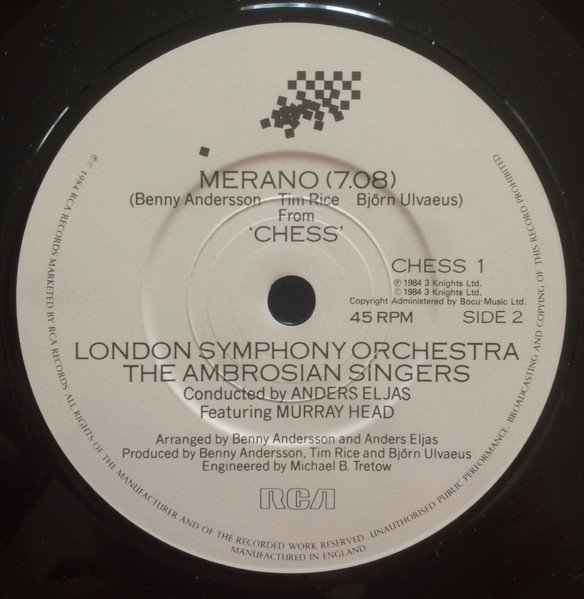 MERANO (7.08)
(Benny Andersson Tim Rice Björn Ulvaeus)
From
'CHESS'
CHESS 1
℗ 1984 3 Knights Ltd.
© 1984 3 Knights Ltd.
Copyright Administered by Bocu Music Ltd.
45 RPM SIDE 2
LONDON SYMPHONY ORCHESTRA
THE AMBROSIAN SINGERS
Conducted by ANDERS ELJAS
Featuring MURRAY HEAD
Arranged by Benny Andersson and Anders Eljas
Produced by Benny Andersson, Tim Rice and Björn Ulvaeus
Engineered by Michael B. Tretow
RCA
℗ 1984 RCA RECORDS MARKETED BY RCA RECORDS ALL RIGHTS OF THE MANUFACTURER AND OF THE RECORDED WORK RESERVED. UNAUTHORISED PUBLIC PERFORMANCE, BROADCASTING AND COPYING OF THIS RECORD PROHIBITED
MANUFACTURED IN ENGLAND